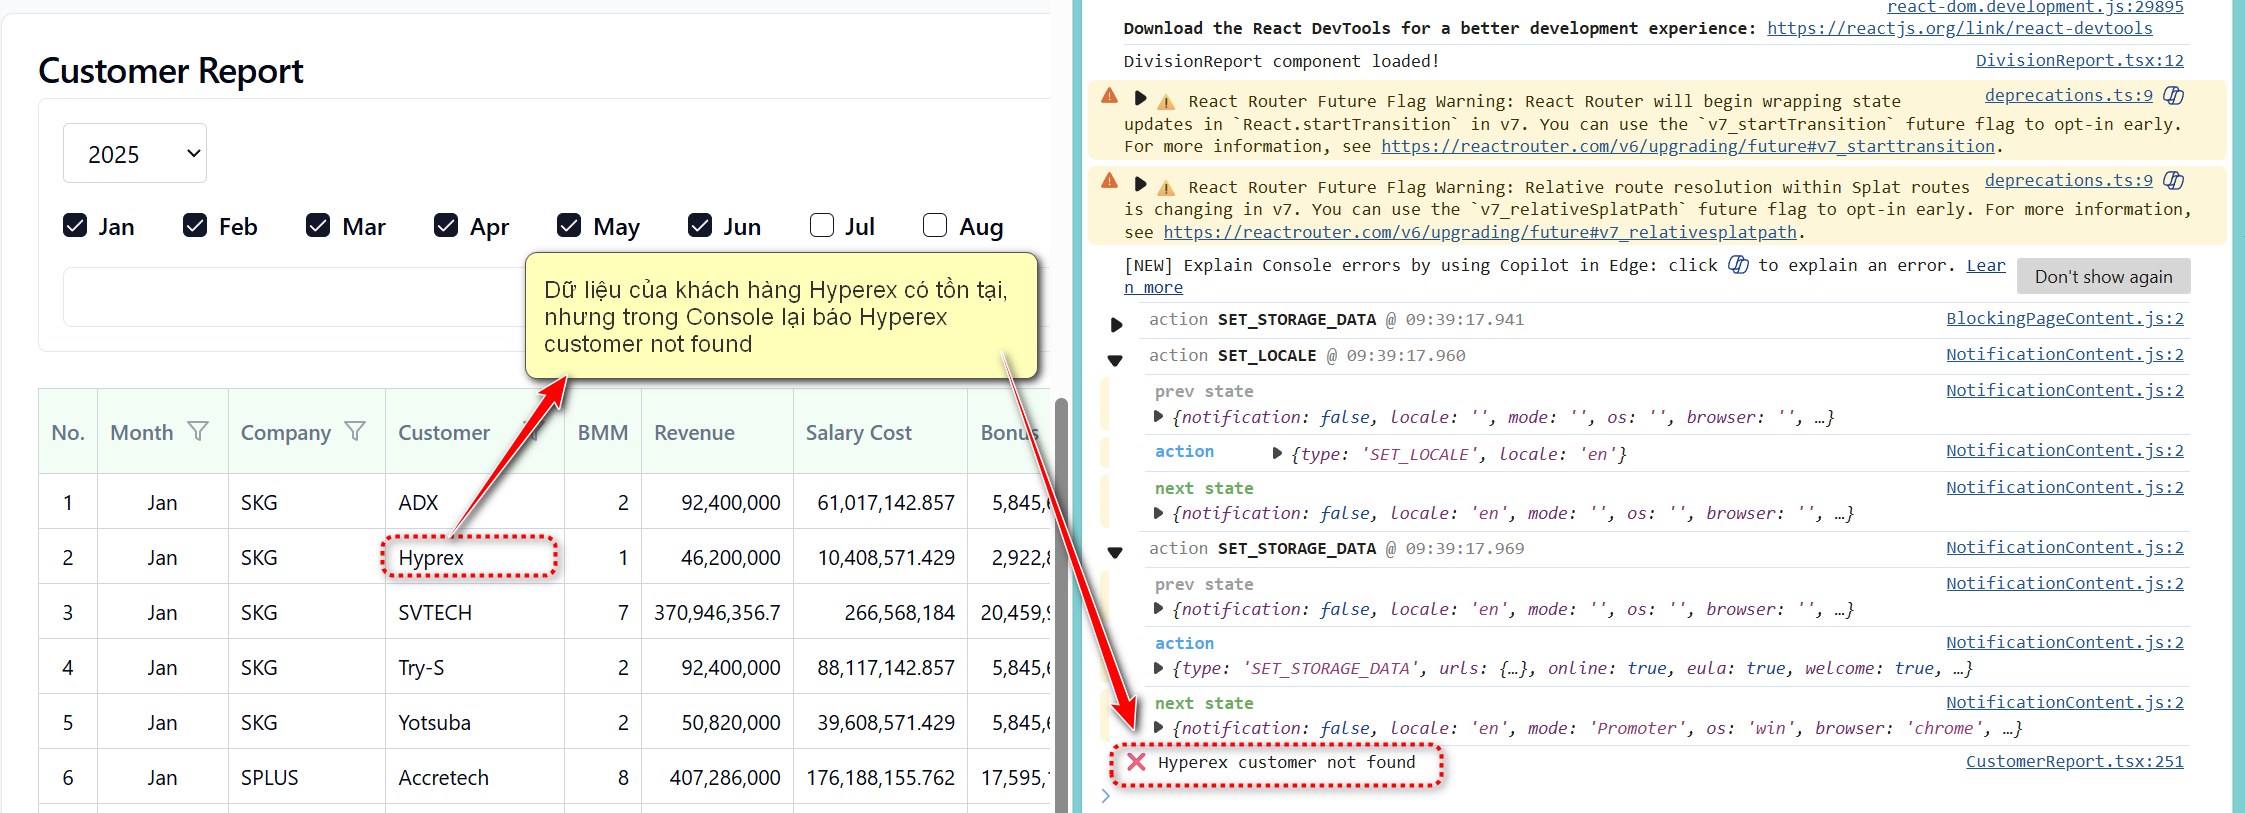 Customer Report
2025
Jan Feb Mar Apr May Jun Jul Aug
Dữ liệu của khách hàng Hyperex có tồn tại,
nhưng trong Console lại báo Hyperex
customer not found
No. Month Company Customer BMM Revenue Salary Cost Bonus
1 Jan SKG ADX 2 92,400,000 61,017,142.857 5,845,6
2 Jan SKG Hyprex 1 46,200,000 10,408,571.429 2,922,8
3 Jan SKG SVTECH 7 370,946,356.7 266,568,184 20,459,9
4 Jan SKG Try-S 2 92,400,000 88,117,142.857 5,845,6
5 Jan SKG Yotsuba 2 50,820,000 39,608,571.429 5,845,6
6 Jan SPLUS Accretech 8 407,286,000 176,188,155.762 17,595,1
react-dom.development.js:29895
Download the React DevTools for a better development experience: https://reactjs.org/link/react-devtools
DivisionReport component loaded! DivisionReport.tsx:12
⚠ React Router Future Flag Warning: React Router will begin wrapping state deprecations.ts:9
updates in `React.startTransition` in v7. You can use the `v7_startTransition` future flag to opt-in early.
For more information, see https://reactrouter.com/v6/upgrading/future#v7_starttransition.
⚠ React Router Future Flag Warning: Relative route resolution within Splat routes deprecations.ts:9
is changing in v7. You can use the `v7_relativeSplatPath` future flag to opt-in early. For more information,
see https://reactrouter.com/v6/upgrading/future#v7_relativesplatpath.
[NEW] Explain Console errors by using Copilot in Edge: click to explain an error. Lear
n more
Don't show again
action SET_STORAGE_DATA @ 09:39:17.941 BlockingPageContent.js:2
action SET_LOCALE @ 09:39:17.960 NotificationContent.js:2
prev state NotificationContent.js:2
{notification: false, locale: '', mode: '', os: '', browser: '', …}
action {type: 'SET_LOCALE', locale: 'en'} NotificationContent.js:2
next state NotificationContent.js:2
{notification: false, locale: 'en', mode: '', os: '', browser: '', …}
action SET_STORAGE_DATA @ 09:39:17.969 NotificationContent.js:2
prev state NotificationContent.js:2
{notification: false, locale: 'en', mode: '', os: '', browser: '', …}
action NotificationContent.js:2
{type: 'SET_STORAGE_DATA', urls: {…}, online: true, eula: true, welcome: true, …}
next state NotificationContent.js:2
{notification: false, locale: 'en', mode: 'Promoter', os: 'win', browser: 'chrome', …}
❌ Hyperex customer not found CustomerReport.tsx:251